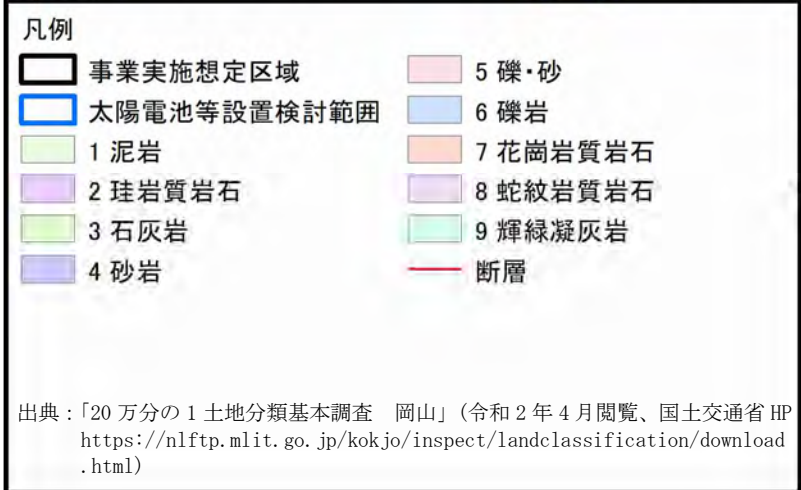 凡例
事業実施想定区域
太陽電池等設置検討範囲
1 泥岩
2 珪岩質岩石
3 石灰岩
4 砂岩
5 礫・砂
6 礫岩
7 花崗岩質岩石
8 蛇紋岩質岩石
9 輝緑凝灰岩
断層
出典：「20 万分の 1 土地分類基本調査　岡山」（令和 2 年 4 月閲覧、国土交通省 HP
https://nlftp.mlit.go.jp/kokjo/inspect/landclassification/download
.html)